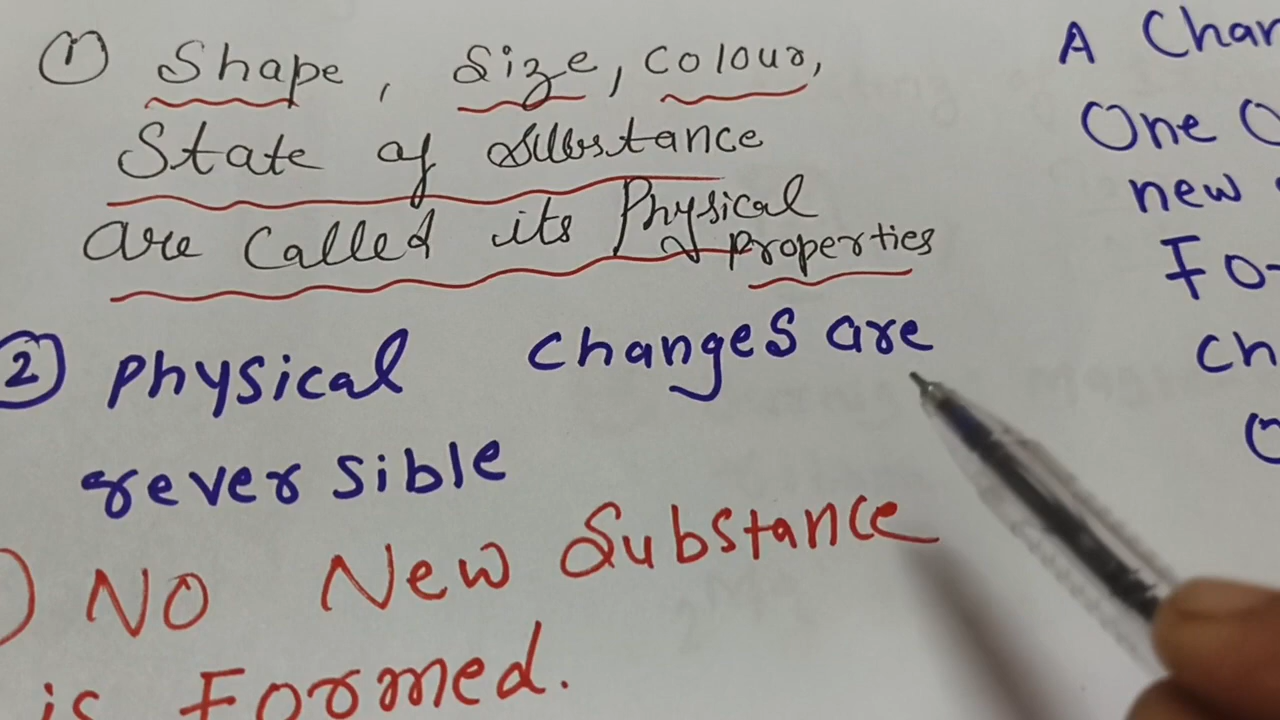 ① Shape, Size, Colour,
State of Substance
are Called its Physical
properties
② Physical changes are
reversible
) No New Substance
is Formed.
A Char
One O
new
Fo
ch